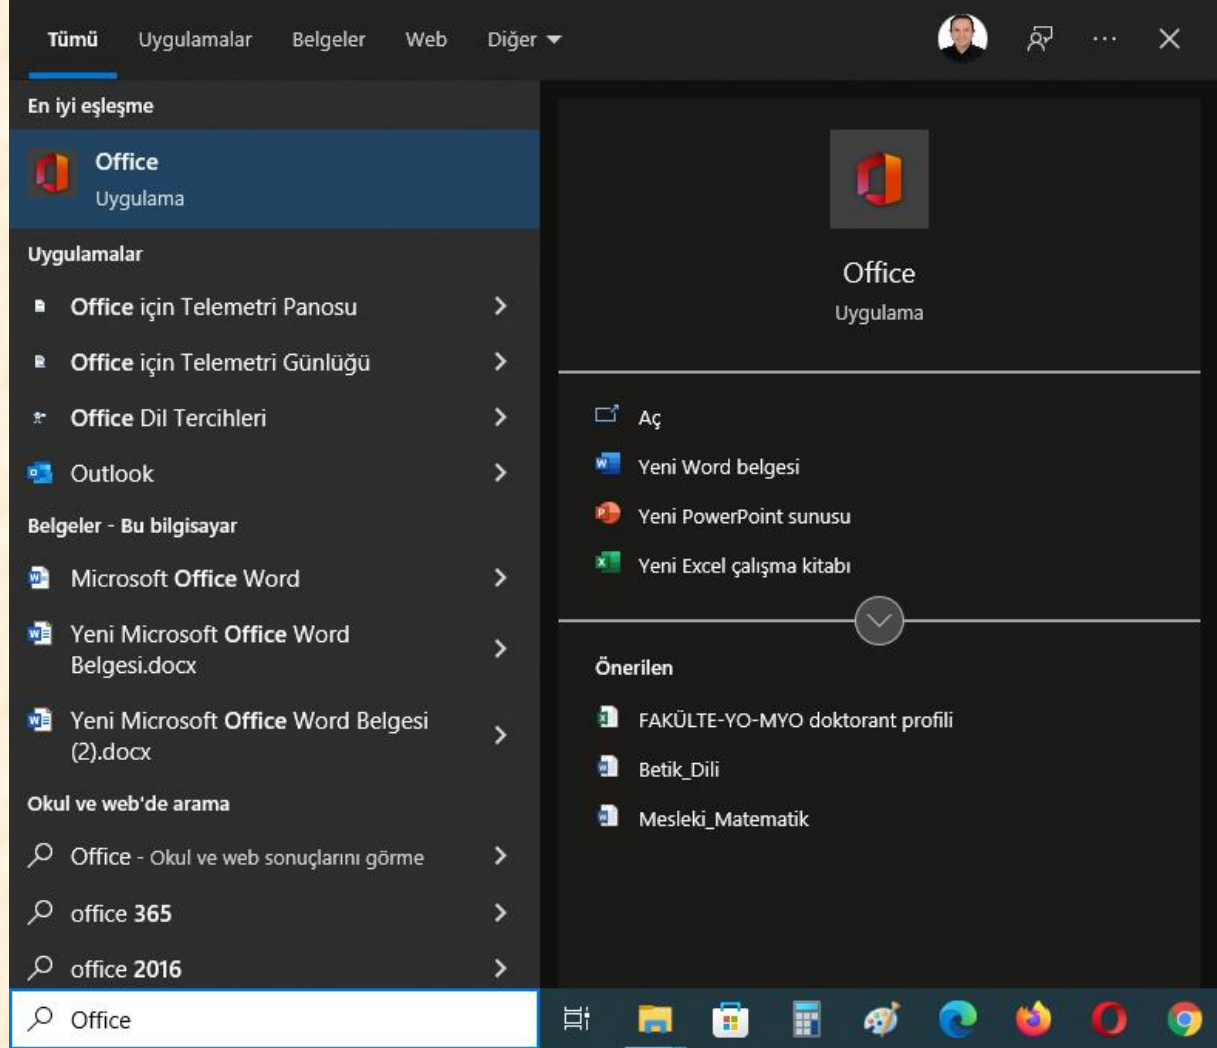 Tümü Uygulamalar Belgeler Web Diğer
En iyi eşleşme
Office
Uygulama
Uygulamalar
Office için Telemetri Panosu
Office için Telemetri Günlüğü
Office Dil Tercihleri
Outlook
Belgeler - Bu bilgisayar
Microsoft Office Word
Yeni Microsoft Office Word
Belgesi.docx
Yeni Microsoft Office Word Belgesi
(2).docx
Okul ve web'de arama
Office - Okul ve web sonuçlarını görme
office 365
office 2016
Office
Office
Uygulama
Aç
Yeni Word belgesi
Yeni PowerPoint sunusu
Yeni Excel çalışma kitabı
Önerilen
FAKÜLTE-YO-MYO doktorant profili
Betik_Dili
Mesleki_Matematik